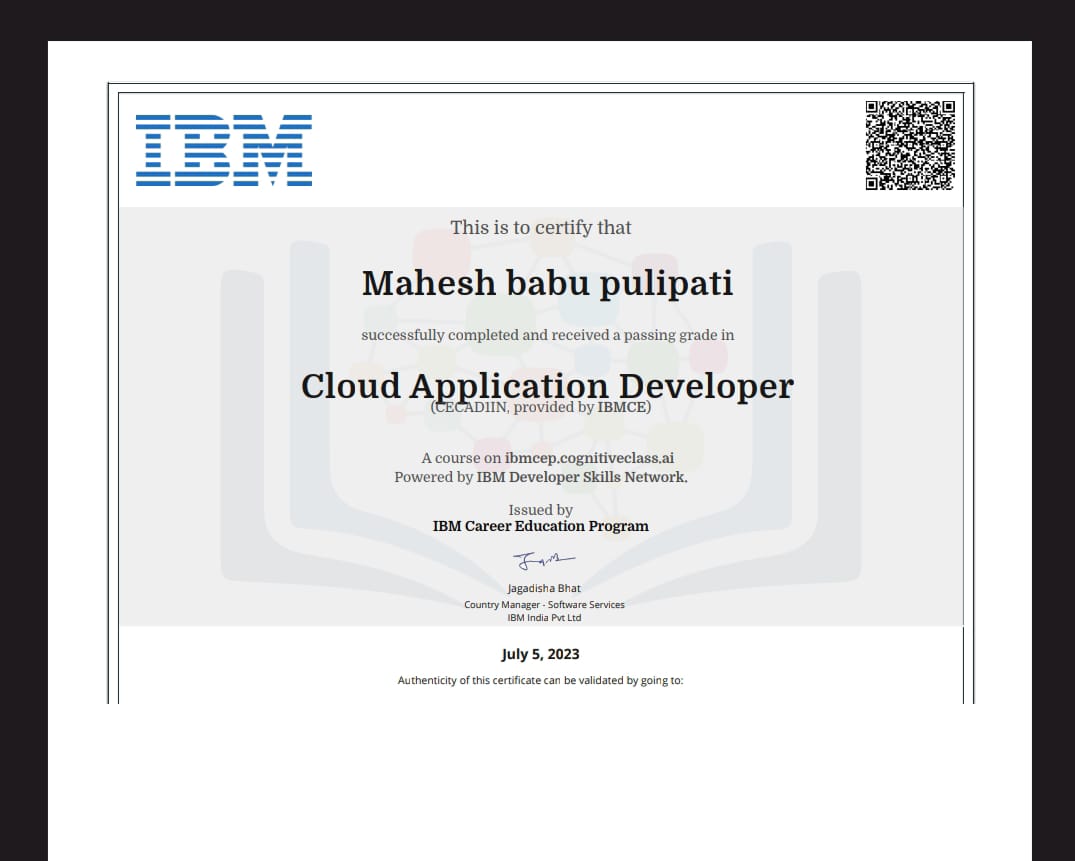 IBM
This is to certify that
Mahesh babu pulipati
successfully completed and received a passing grade in
Cloud Application Developer
(CECAD1IN, provided by IBMCE)
A course on ibmcep.cognitiveclass.ai
Powered by IBM Developer Skills Network.
Issued by
IBM Career Education Program
Jagadisha Bhat
Country Manager - Software Services
IBM India Pvt Ltd
July 5, 2023
Authenticity of this certificate can be validated by going to: